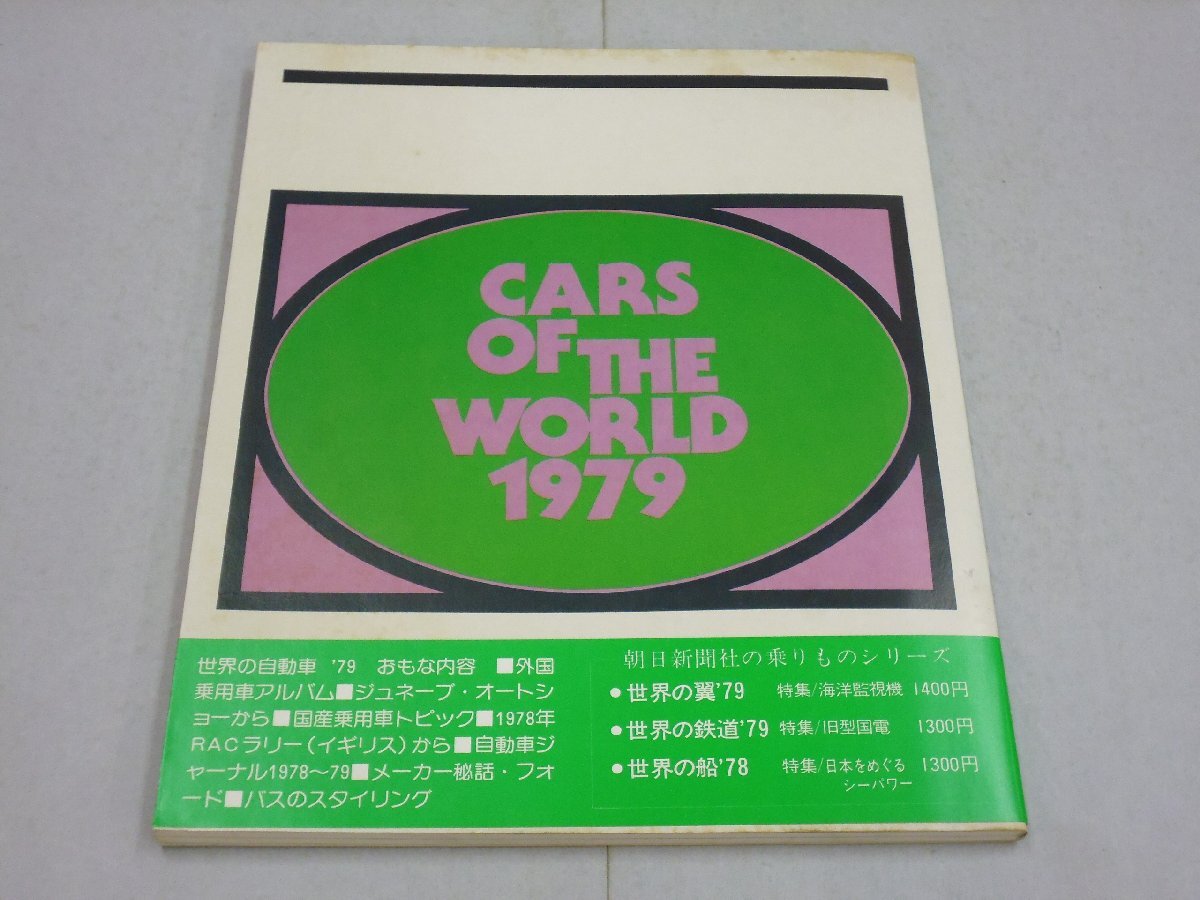 CARS
OF THE
WORLD
1979
世界の自動車 '79 おもな内容 ■外国
乗用車アルバム■ジュネーブ・オートシ
ョーから■国産乗用車トピック■1978年
RACラリー(イギリス)から■自動車ジ
ャーナル1978〜79■メーカー秘話・フォ
ード■バスのスタイリング
朝日新聞社の乗りものシリーズ
●世界の翼'79 特集/海洋監視機 1400円
●世界の鉄道'79 特集/旧型国電 1300円
●世界の船'78 特集/日本をめぐる 1300円
シーパワー